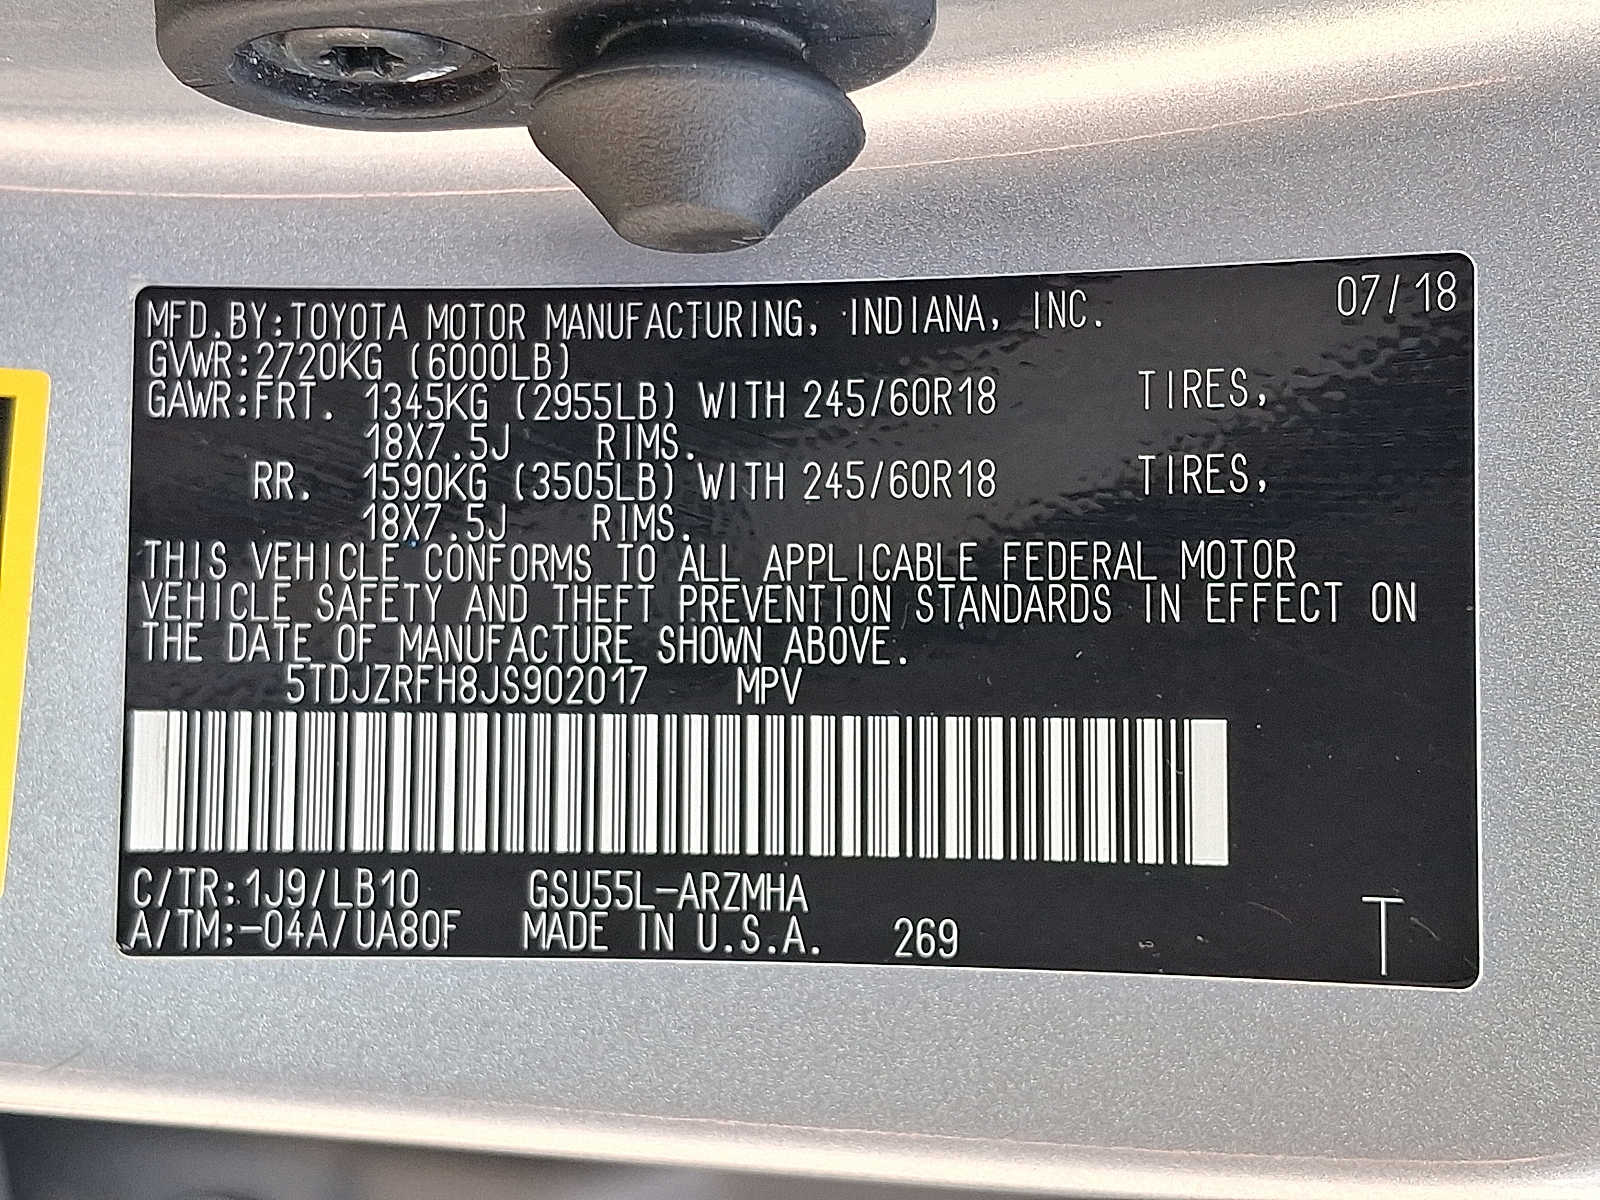 MFD.BY:TOYOTA MOTOR MANUFACTURING, INDIANA, INC. 07/18
GVWR:2720KG (6000LB)
GAWR:FRT. 1345KG (2955LB) WITH 245/60R18 TIRES,
18X7.5J RIMS.
RR. 1590KG (3505LB) WITH 245/60R18 TIRES,
18X7.5J RIMS.
THIS VEHICLE CONFORMS TO ALL APPLICABLE FEDERAL MOTOR
VEHICLE SAFETY AND THEFT PREVENTION STANDARDS IN EFFECT ON
THE DATE OF MANUFACTURE SHOWN ABOVE.
5TDJZRFH8JS902017 MPV
C/TR:1J9/LB10 GSU55L-ARZMHA
A/TM:-04A/UA80F MADE IN U.S.A. 269 T